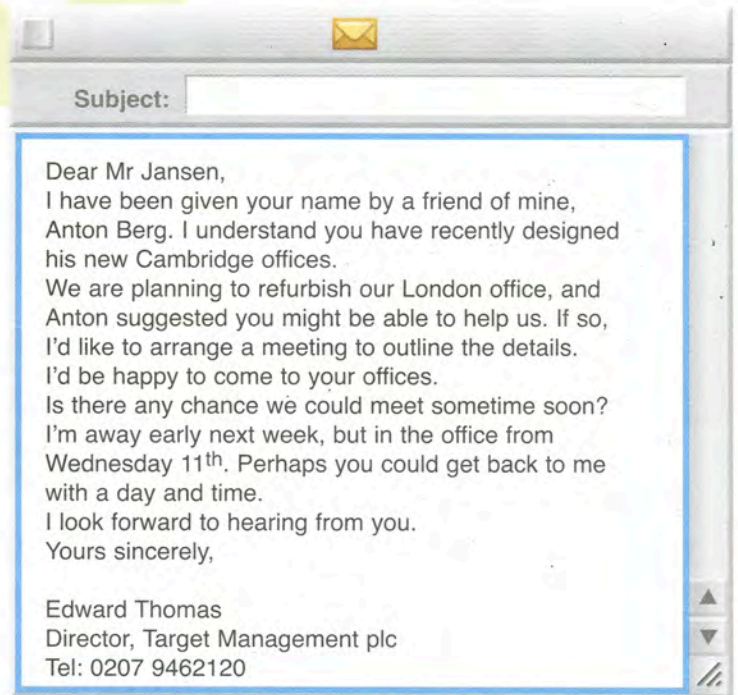 Subject:
Dear Mr Jansen,
I have been given your name by a friend of mine,
Anton Berg. I understand you have recently designed
his new Cambridge offices.
We are planning to refurbish our London office, and
Anton suggested you might be able to help us. If so,
I'd like to arrange a meeting to outline the details.
I'd be happy to come to your offices.
Is there any chance we could meet sometime soon?
I'm away early next week, but in the office from
Wednesday 11th. Perhaps you could get back to me
with a day and time.
I look forward to hearing from you.
Yours sincerely,
Edward Thomas
Director, Target Management plc
Tel: 0207 9462120